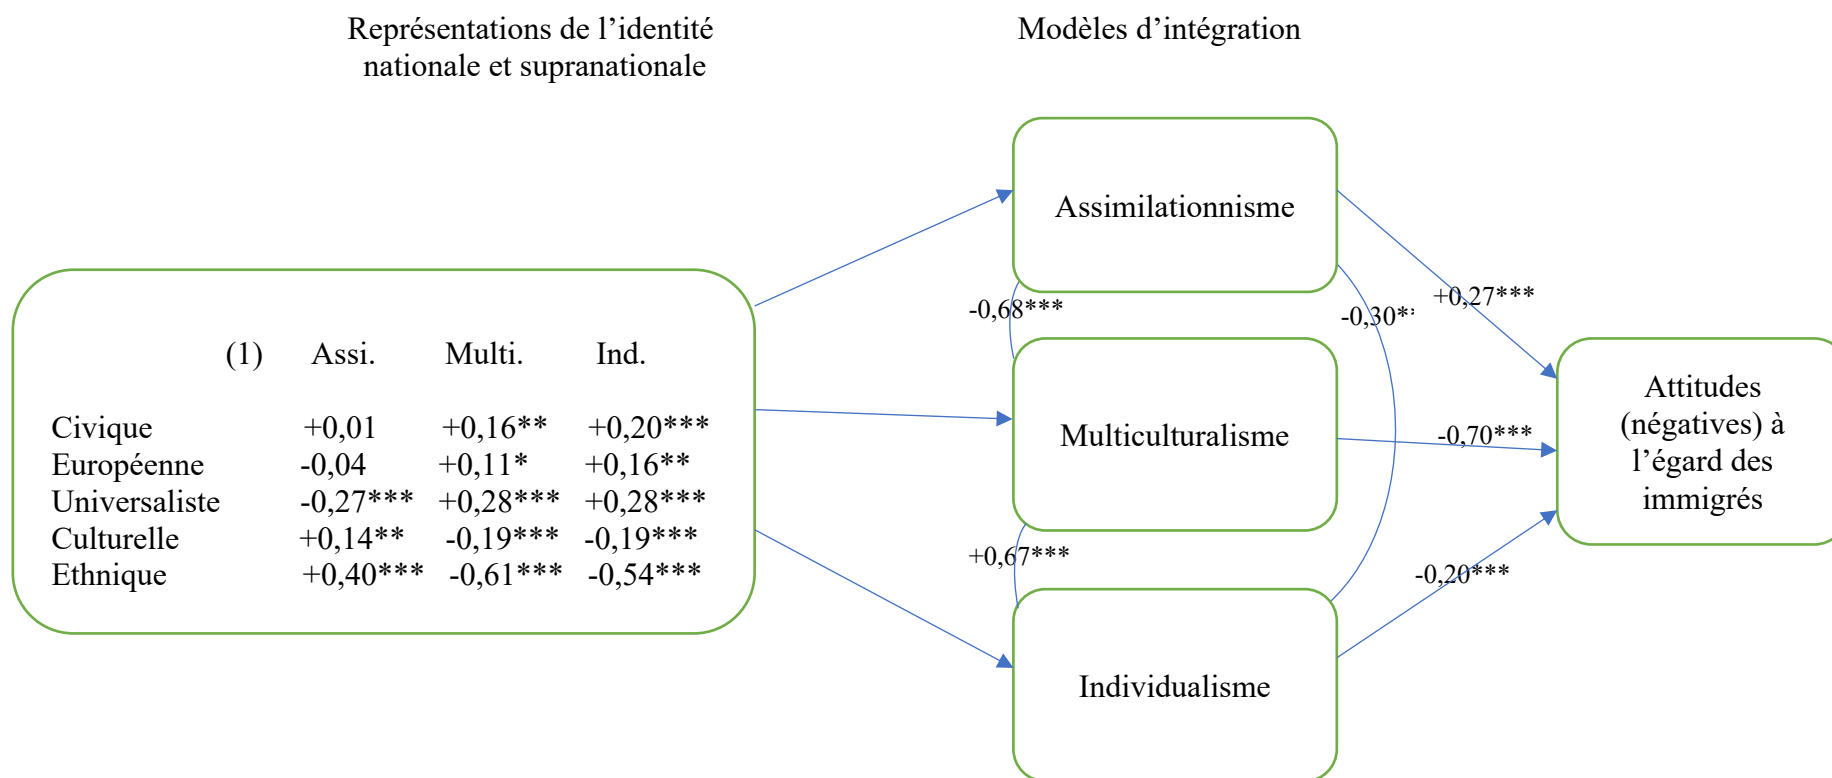 Représentations de l’identité
nationale et supranationale
Modèles d’intégration
(1) Assi. Multi. Ind.
Civique +0,01 +0,16** +0,20***
Européenne -0,04 +0,11* +0,16**
Universaliste -0,27*** +0,28*** +0,28***
Culturelle +0,14** -0,19*** -0,19***
Ethnique +0,40*** -0,61*** -0,54***
Assimilationnisme
-0,68***
-0,30**
+0,27***
Multiculturalisme
-0,70***
+0,67***
-0,20***
Individualisme
Attitudes
(négatives) à
l’égard des
immigrés